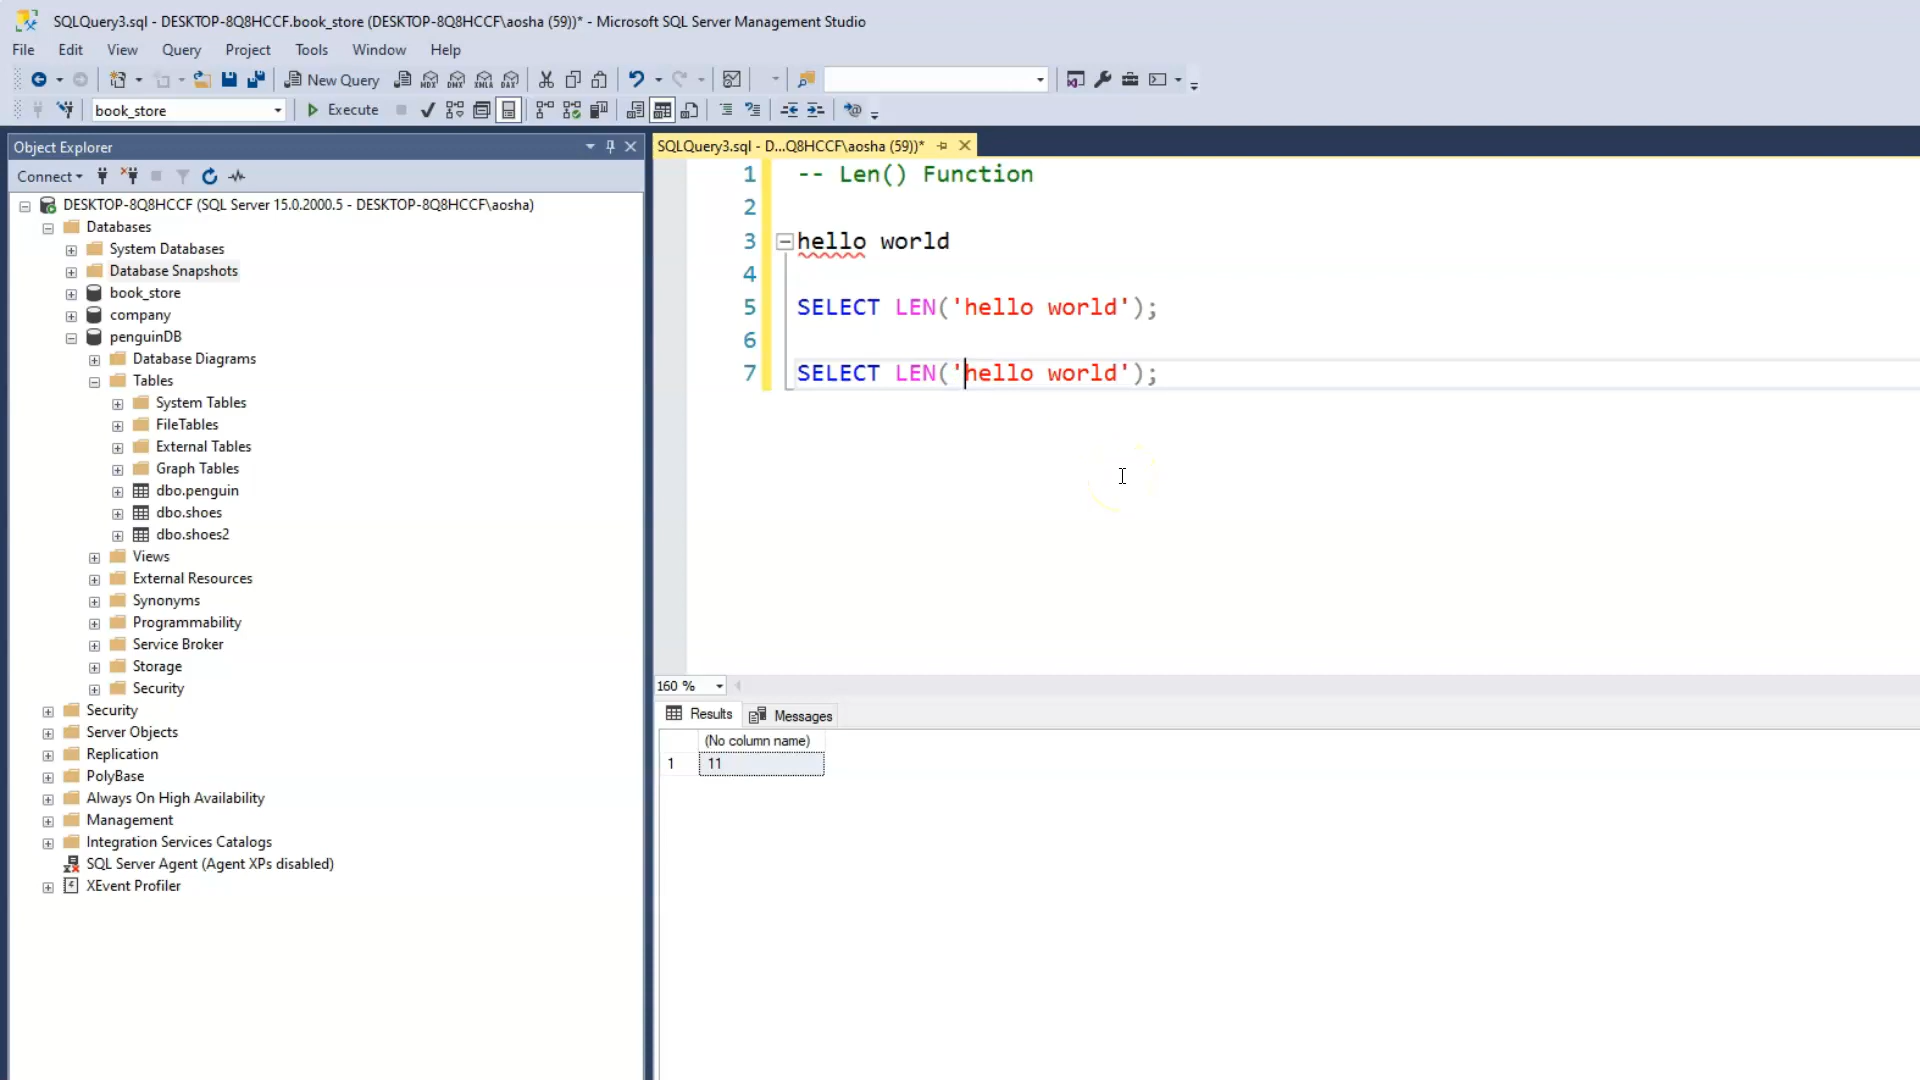 SQLQuery3.sql - DESKTOP-8Q8HCCF.book_store (DESKTOP-8Q8HCCF\aosha (59))* - Microsoft SQL Server Management Studio
File Edit View Query Project Tools Window Help
New Query
book_store
Execute
Object Explorer
Connect
DESKTOP-8Q8HCCF (SQL Server 15.0.2000.5 - DESKTOP-8Q8HCCF\aosha)
Databases
System Databases
Database Snapshots
book_store
company
penguinDB
Database Diagrams
Tables
System Tables
FileTables
External Tables
Graph Tables
dbo.penguin
dbo.shoes
dbo.shoes2
Views
External Resources
Synonyms
Programmability
Service Broker
Storage
Security
Security
Server Objects
Replication
PolyBase
Always On High Availability
Management
Integration Services Catalogs
SQL Server Agent (Agent XPs disabled)
XEvent Profiler
SQLQuery3.sql - D...Q8HCCF\aosha (59))*
1 -- Len() Function
2
3 hello world
4
5 SELECT LEN('hello world');
6
7 SELECT LEN('hello world');
160 %
Results Messages
(No column name)
1 11